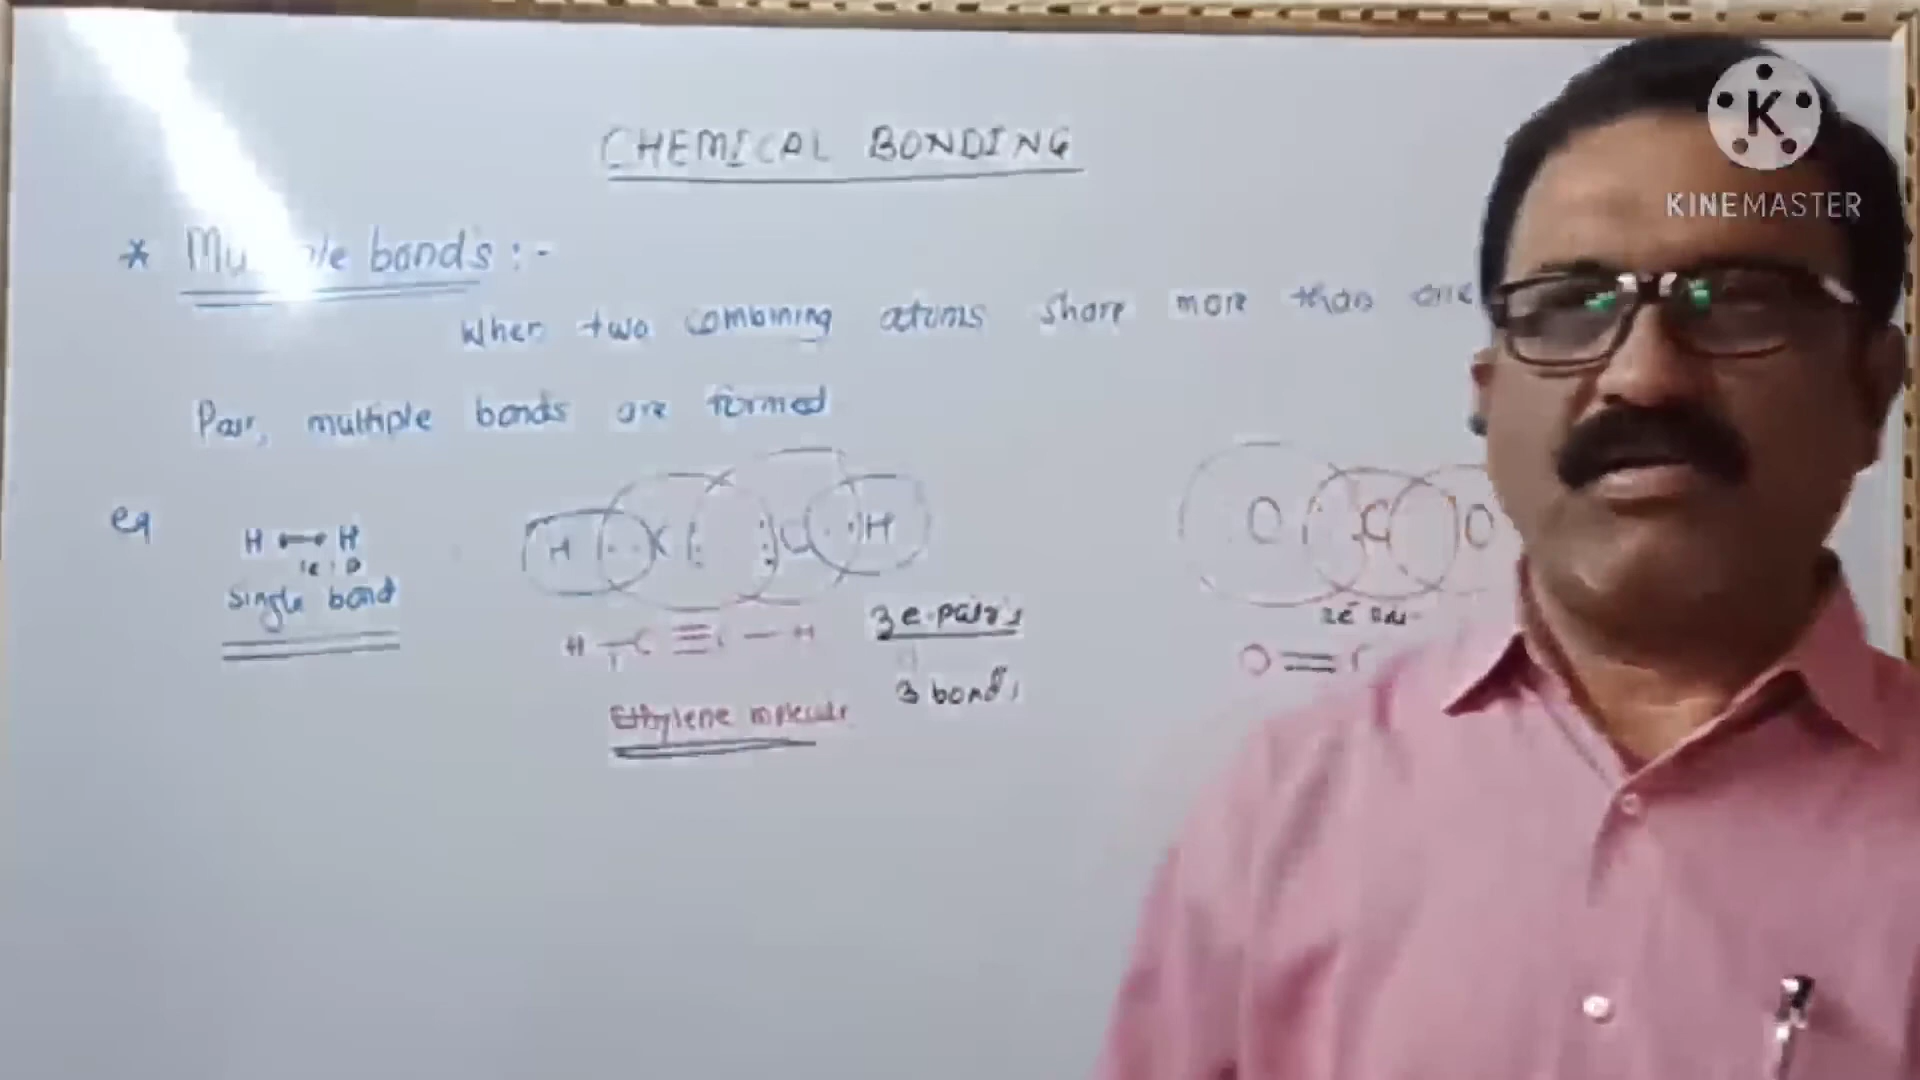 CHEMICAL BONDING
* Multiple bonds :-
When two combining atoms share more than one
Pair, multiple bonds are formed
eg
H H
single bond
H C C H
3 e-pairs
H - C ≡ C - H
3 bonds
Ethylene molecule
O C O
O =
K
KINEMASTER